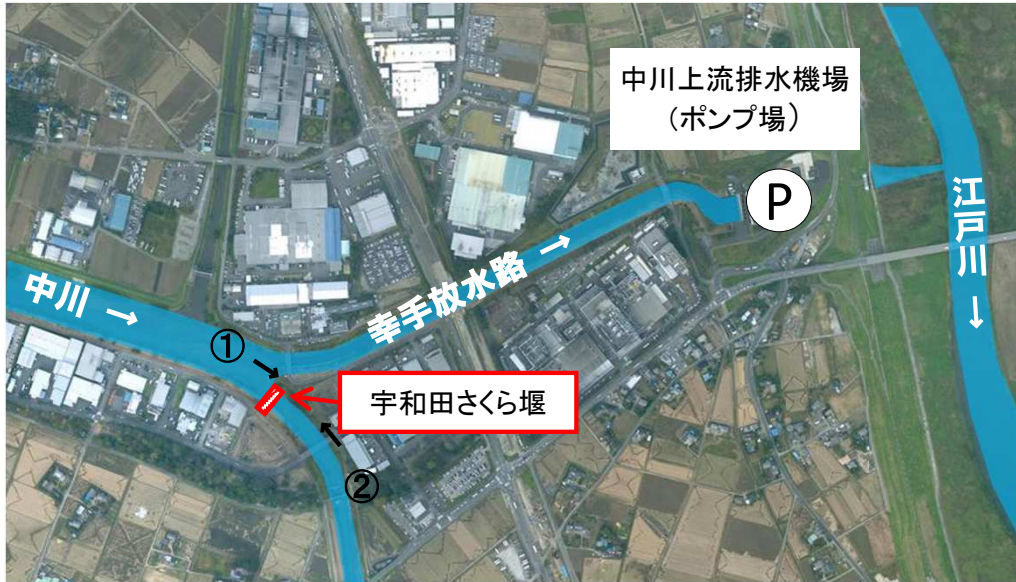 中川上流排水機場
（ポンプ場）
P
江戸川 →
中川 →
幸手放水路 →
①
宇和田さくら堰
②